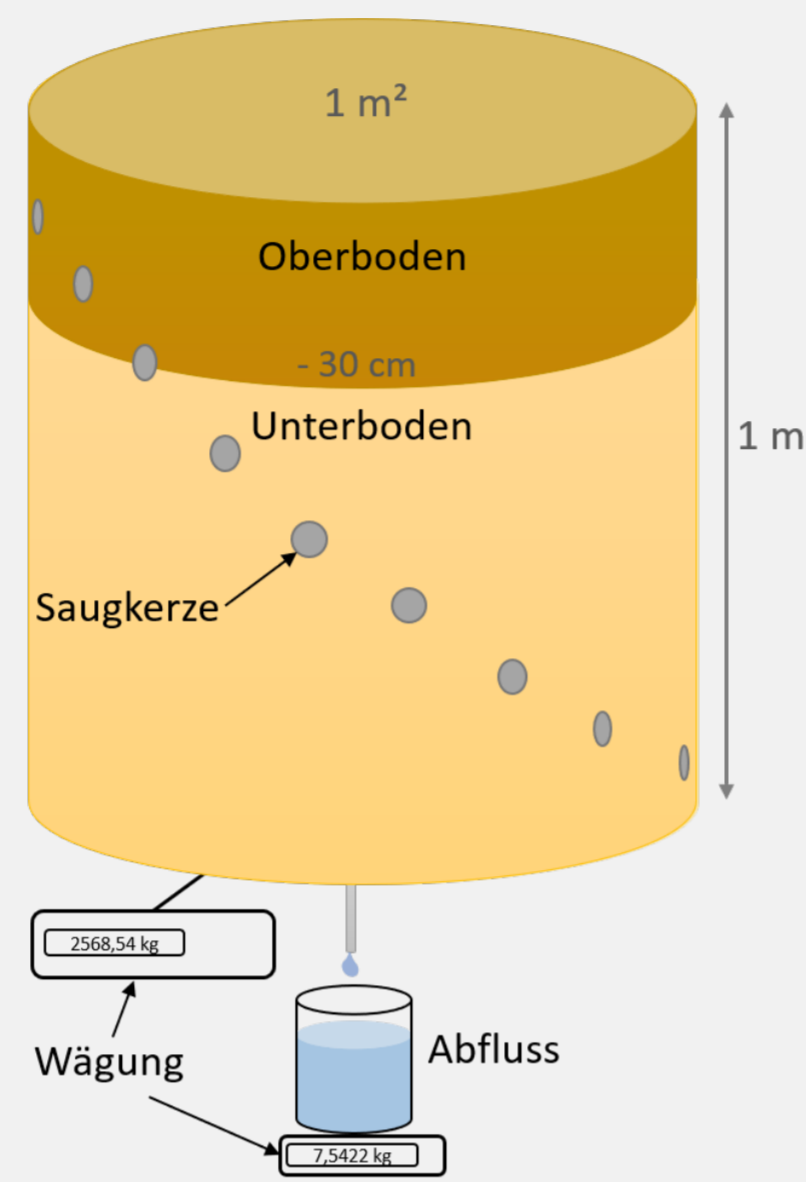 1 m²
Oberboden
- 30 cm
Unterboden
1 m
Saugkerze
2568,54 kg
Wägung
Abfluss
7,5422 kg